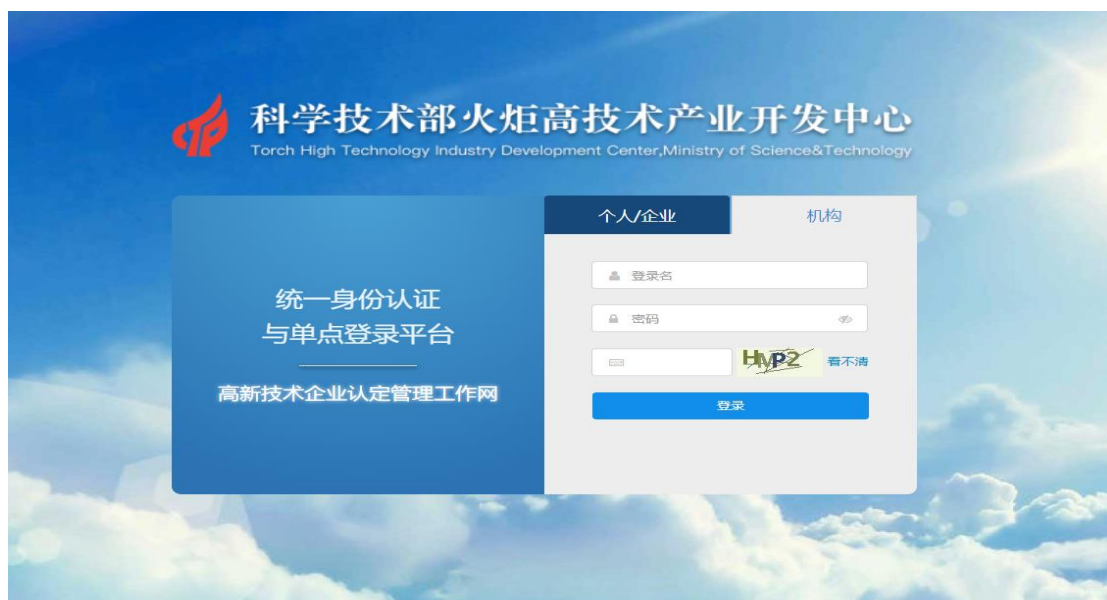 科学技术部火炬高技术产业开发中心
Torch High Technology Industry Development Center,Ministry of Science&Technology
统一身份认证
与单点登录平台
高新技术企业认定管理工作网
个人/企业
机构
登录名
密码
HMP2
看不清
登录